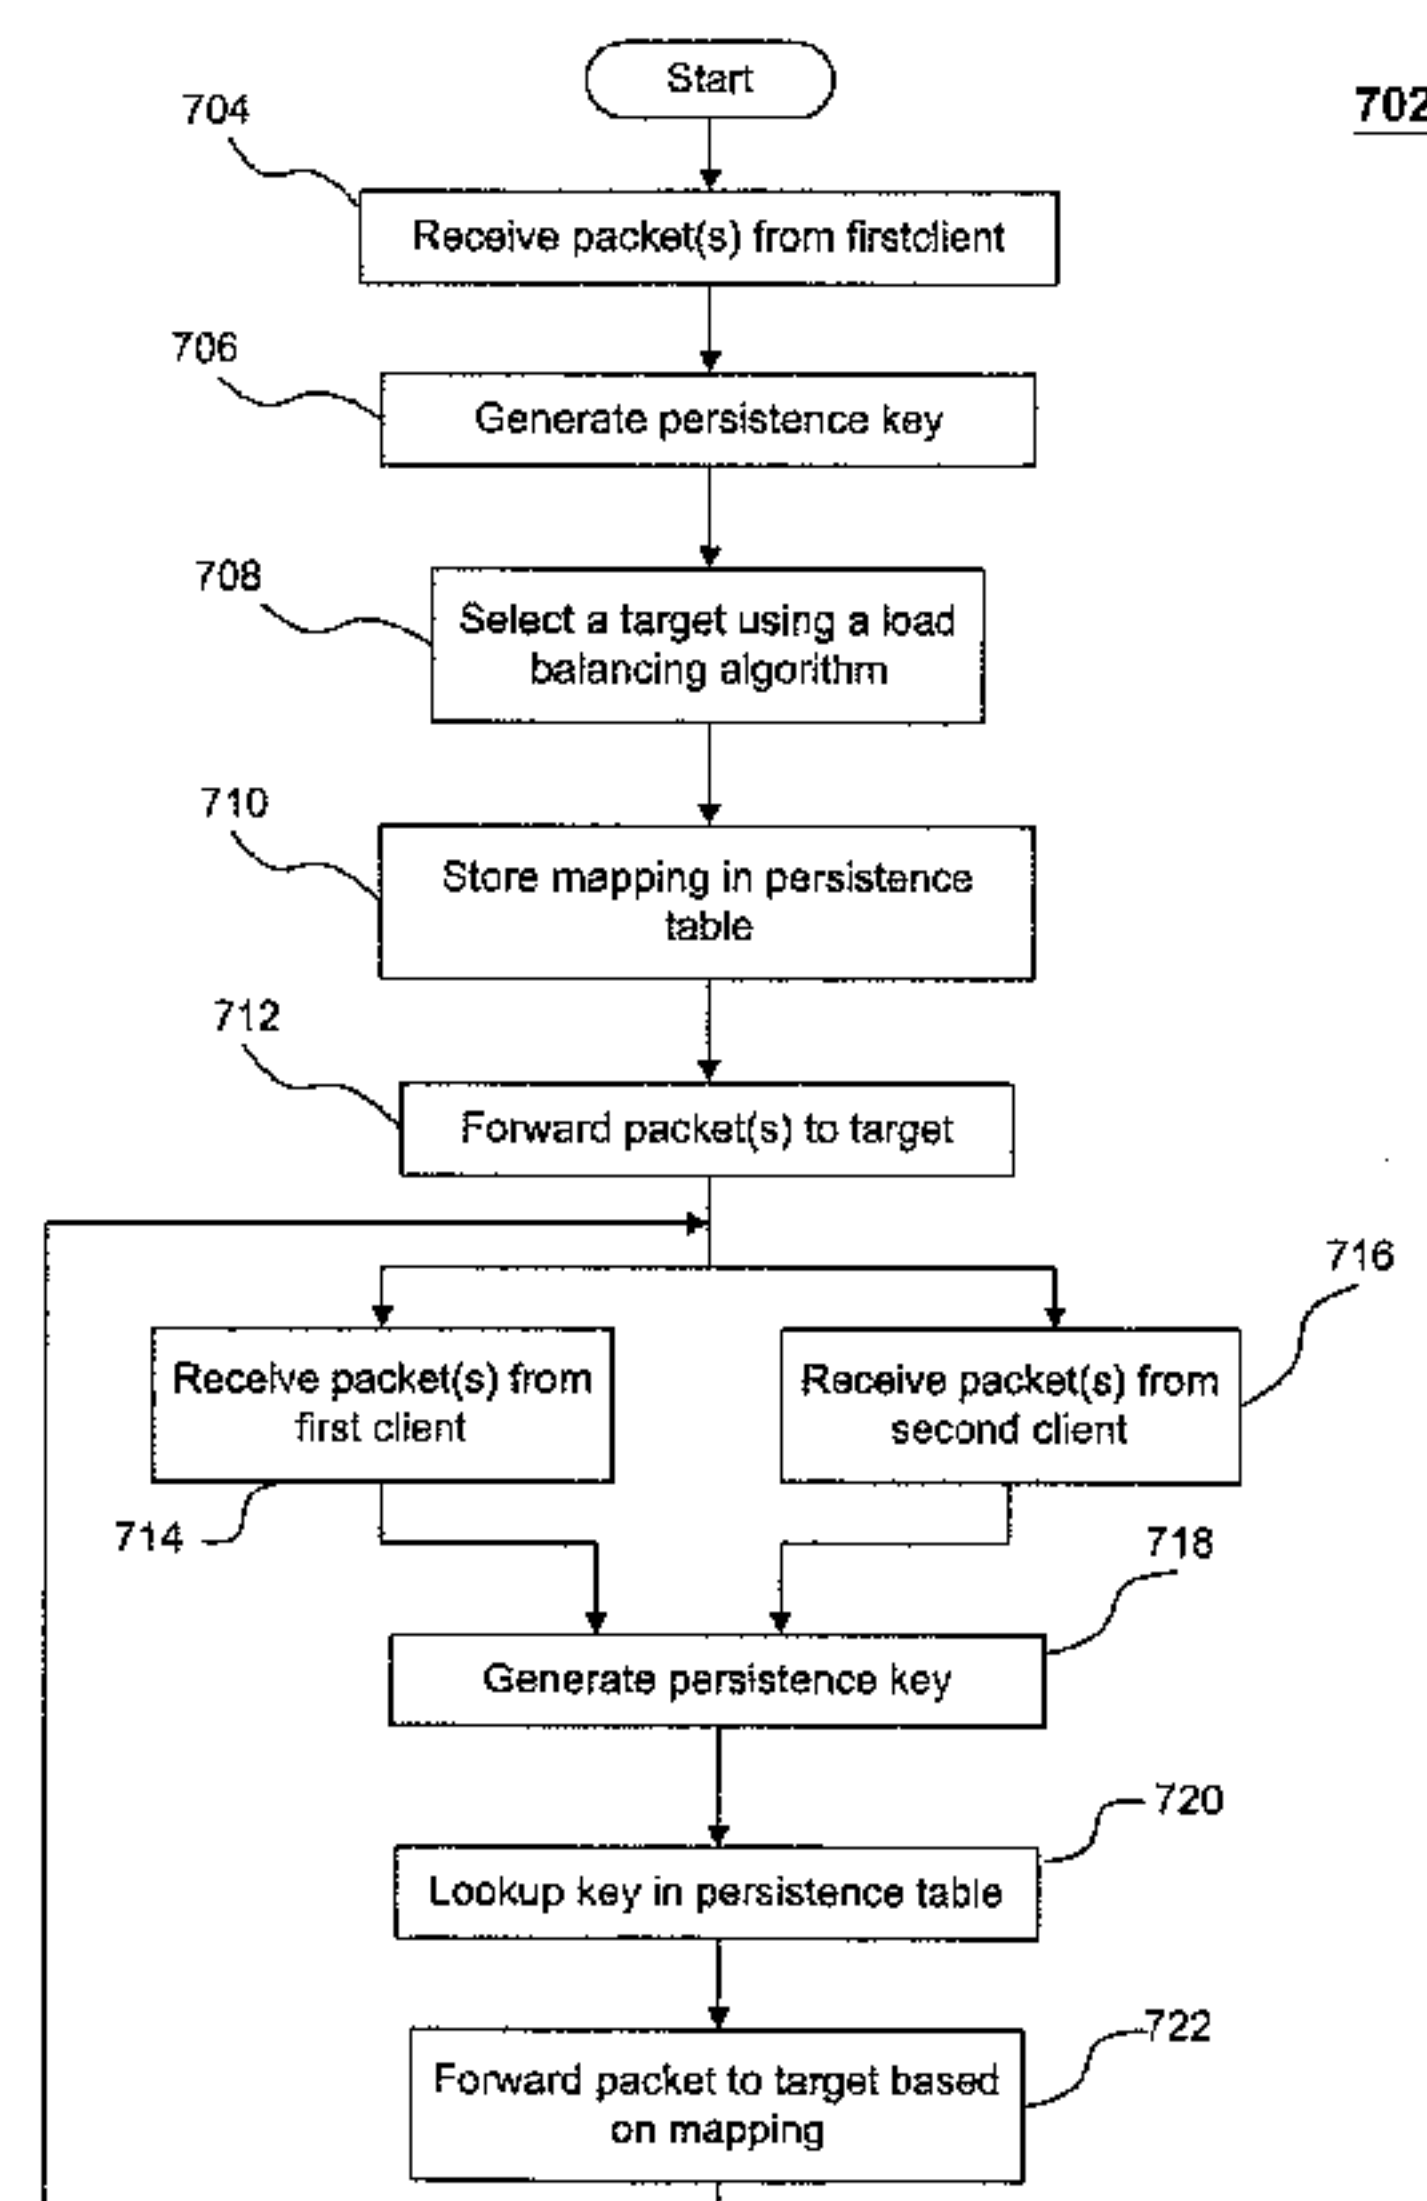 Start
702
704
Receive packet(s) from firstclient
706
Generate persistence key
708
Select a target using a load
balancing algorithm
710
Store mapping in persistence
table
712
Forward packet(s) to target
716
Receive packet(s) from
first client
Receive packet(s) from
second client
714
718
Generate persistence key
720
Lookup key in persistence table
722
Forward packet to target based
on mapping